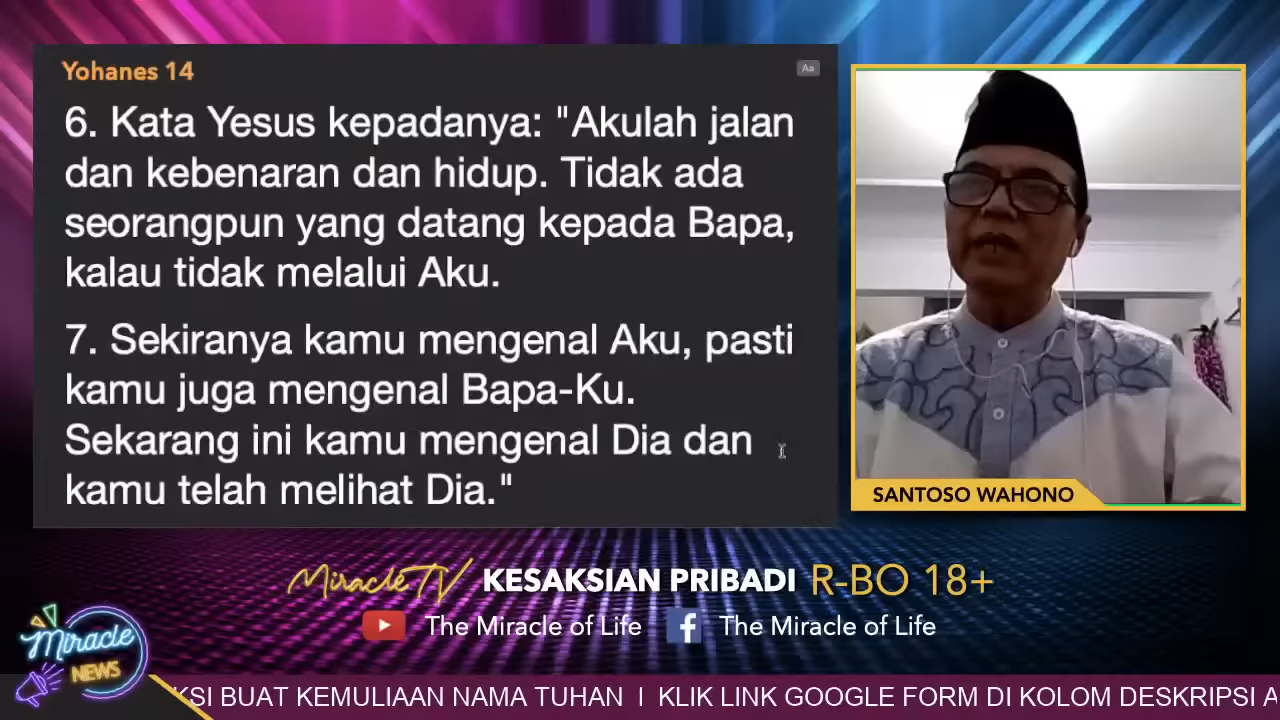 Yohanes 14
Aa
6. Kata Yesus kepadanya: "Akulah jalan
dan kebenaran dan hidup. Tidak ada
seorangpun yang datang kepada Bapa,
kalau tidak melalui Aku.
7. Sekiranya kamu mengenal Aku, pasti
kamu juga mengenal Bapa-Ku.
Sekarang ini kamu mengenal Dia dan
kamu telah melihat Dia."
SANTOSO WAHONO
MiracleTV KESAKSIAN PRIBADI R-BO 18+
The Miracle of Life
The Miracle of Life
Miracle
NEWS
KSI BUAT KEMULIAAN NAMA TUHAN I KLIK LINK GOOGLE FORM DI KOLOM DESKRIPSI A